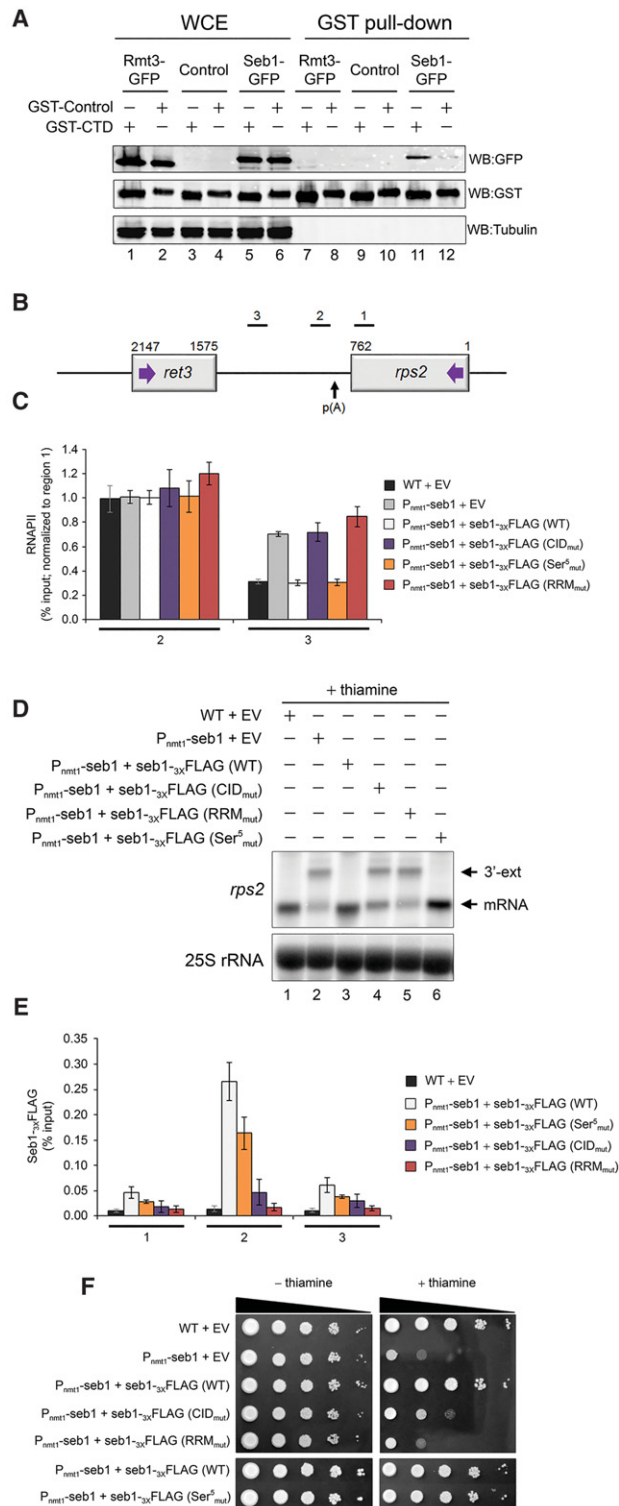 A
WCE GST pull-down
Rmt3-GFP Control Seb1-GFP Rmt3-GFP Control Seb1-GFP
GST-Control − + − + − + − + − + − +
GST-CTD + − + − + − + − + − + −
WB:GFP
WB:GST
WB:Tubulin
1 2 3 4 5 6 7 8 9 10 11 12
B
3 2 1
2147 1575 762 1
ret3 rps2
p(A)
C
RNAPII
(% input; normalized to region 1)
1.4
1.2
1.0
0.8
0.6
0.4
0.2
0.0
2 3
WT + EV
Pnmt1-seb1 + EV
Pnmt1-seb1 + seb1-3XFLAG (WT)
Pnmt1-seb1 + seb1-3XFLAG (CIDmut)
Pnmt1-seb1 + seb1-3XFLAG (Ser5mut)
Pnmt1-seb1 + seb1-3XFLAG (RRMmut)
D
+ thiamine
WT + EV + − − − − −
Pnmt1-seb1 + EV − + − − − −
Pnmt1-seb1 + seb1-3XFLAG (WT) − − + − − −
Pnmt1-seb1 + seb1-3XFLAG (CIDmut) − − − + − −
Pnmt1-seb1 + seb1-3XFLAG (RRMmut) − − − − + −
Pnmt1-seb1 + seb1-3XFLAG (Ser5mut) − − − − − +
rps2
3'-ext
mRNA
25S rRNA
1 2 3 4 5 6
E
Seb1-3XFLAG
(% input)
0.35
0.30
0.25
0.20
0.15
0.10
0.05
0.00
1 2 3
WT + EV
Pnmt1-seb1 + seb1-3XFLAG (WT)
Pnmt1-seb1 + seb1-3XFLAG (Ser5mut)
Pnmt1-seb1 + seb1-3XFLAG (CIDmut)
Pnmt1-seb1 + seb1-3XFLAG (RRMmut)
F
− thiamine + thiamine
WT + EV
Pnmt1-seb1 + EV
Pnmt1-seb1 + seb1-3XFLAG (WT)
Pnmt1-seb1 + seb1-3XFLAG (CIDmut)
Pnmt1-seb1 + seb1-3XFLAG (RRMmut)
Pnmt1-seb1 + seb1-3XFLAG (WT)
Pnmt1-seb1 + seb1-3XFLAG (Ser5mut)